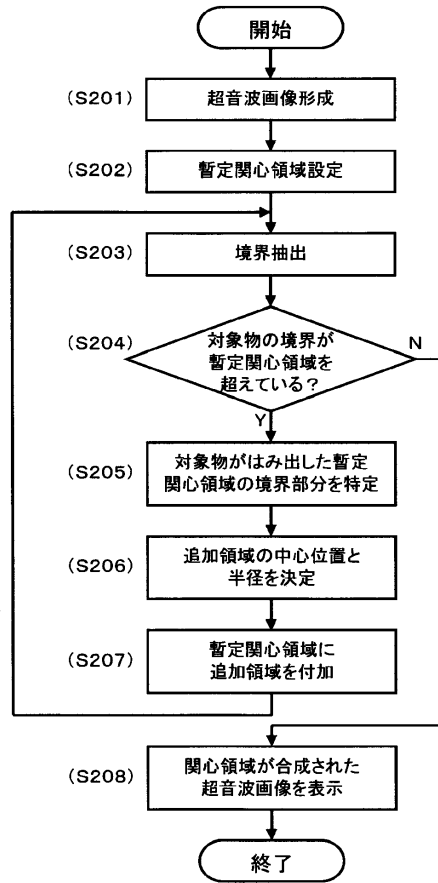 開始
(S201)
超音波画像形成
(S202)
暫定関心領域設定
(S203)
境界抽出
(S204)
対象物の境界が
暫定関心領域を
超えている?
N
Y
(S205)
対象物がはみ出した暫定
関心領域の境界部分を特定
(S206)
追加領域の中心位置と
半径を決定
(S207)
暫定関心領域に
追加領域を付加
(S208)
関心領域が合成された
超音波画像を表示
終了